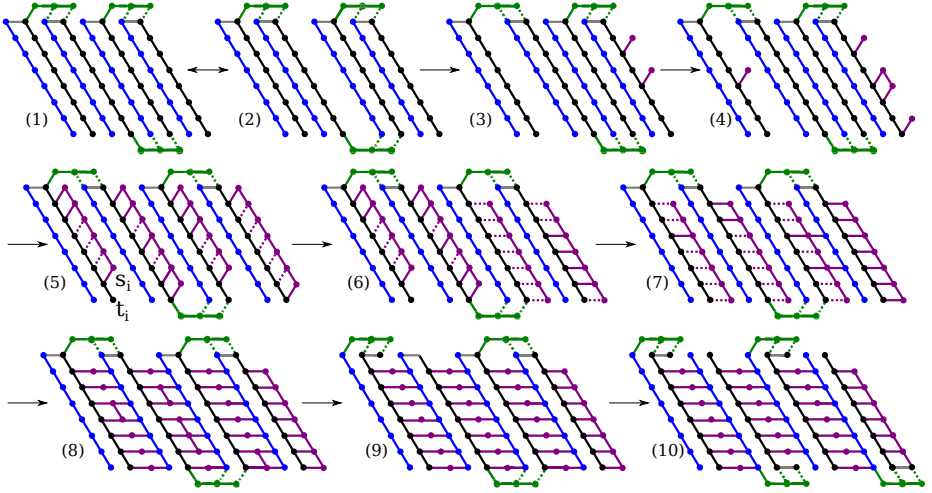 (1) (2) (3) (4)
(5) s_i (6) (7)
t_i
(8) (9) (10)